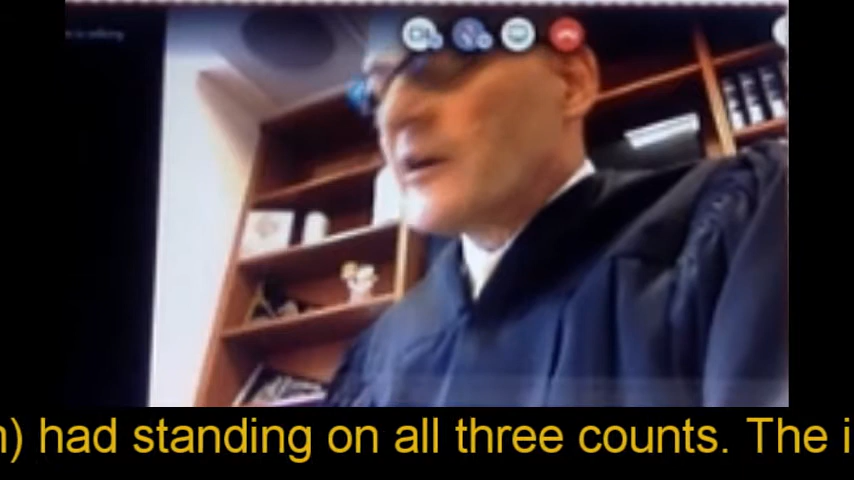 n) had standing on all three counts. The i